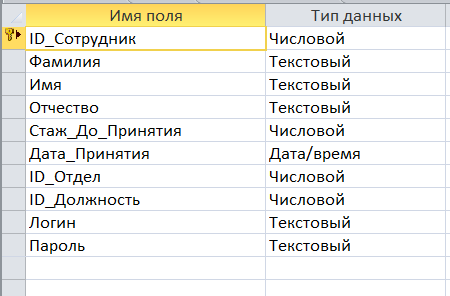 Имя поля Тип данных
ID_Сотрудник Числовой
Фамилия Текстовый
Имя Текстовый
Отчество Текстовый
Стаж_До_Принятия Числовой
Дата_Принятия Дата/время
ID_Отдел Числовой
ID_Должность Числовой
Логин Текстовый
Пароль Текстовый